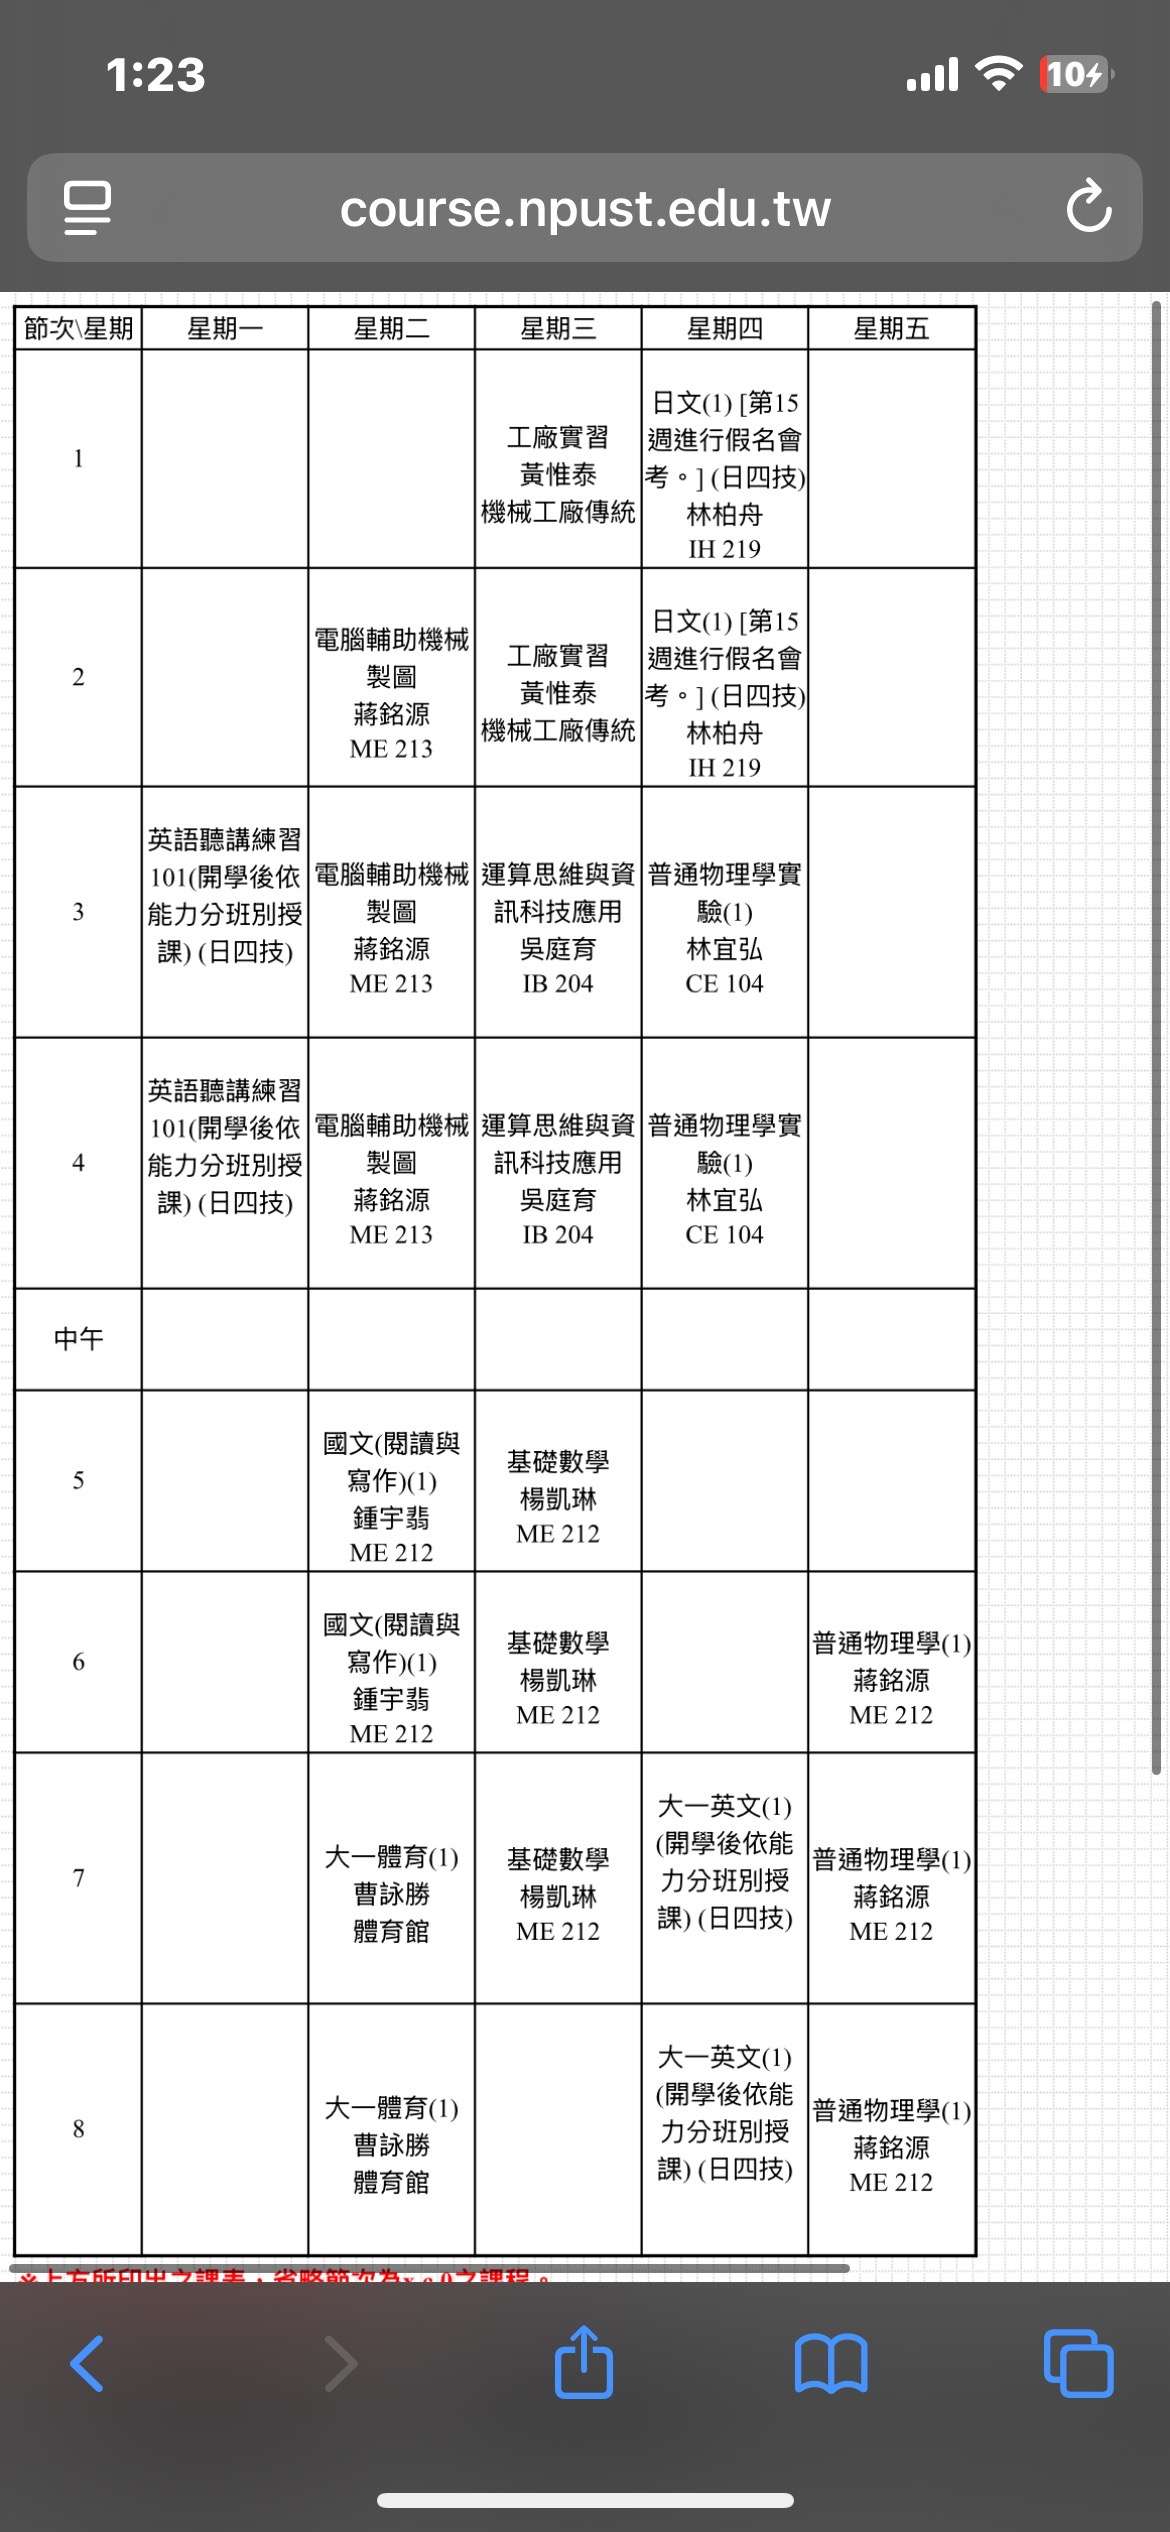 1:23
10
course.npust.edu.tw
節次\星期 星期一 星期二 星期三 星期四 星期五
1
工廠實習
黃惟泰
機械工廠傳統
日文(1) [第15
週進行假名會
考。] (日四技)
林柏舟
IH 219
2
電腦輔助機械
製圖
蔣銘源
ME 213
工廠實習
黃惟泰
機械工廠傳統
日文(1) [第15
週進行假名會
考。] (日四技)
林柏舟
IH 219
3
英語聽講練習
101(開學後依
能力分班別授
課) (日四技)
電腦輔助機械
製圖
蔣銘源
ME 213
運算思維與資
訊科技應用
吳庭育
IB 204
普通物理學實
驗(1)
林宜弘
CE 104
4
英語聽講練習
101(開學後依
能力分班別授
課) (日四技)
電腦輔助機械
製圖
蔣銘源
ME 213
運算思維與資
訊科技應用
吳庭育
IB 204
普通物理學實
驗(1)
林宜弘
CE 104
中午
5
國文(閱讀與
寫作)(1)
鍾宇翡
ME 212
基礎數學
楊凱琳
ME 212
6
國文(閱讀與
寫作)(1)
鍾宇翡
ME 212
基礎數學
楊凱琳
ME 212
普通物理學(1)
蔣銘源
ME 212
7
大一體育(1)
曹詠勝
體育館
基礎數學
楊凱琳
ME 212
大一英文(1)
(開學後依能
力分班別授
課) (日四技)
普通物理學(1)
蔣銘源
ME 212
8
大一體育(1)
曹詠勝
體育館
大一英文(1)
(開學後依能
力分班別授
課) (日四技)
普通物理學(1)
蔣銘源
ME 212
※上方所印出之課表，省略節次為
之課程。